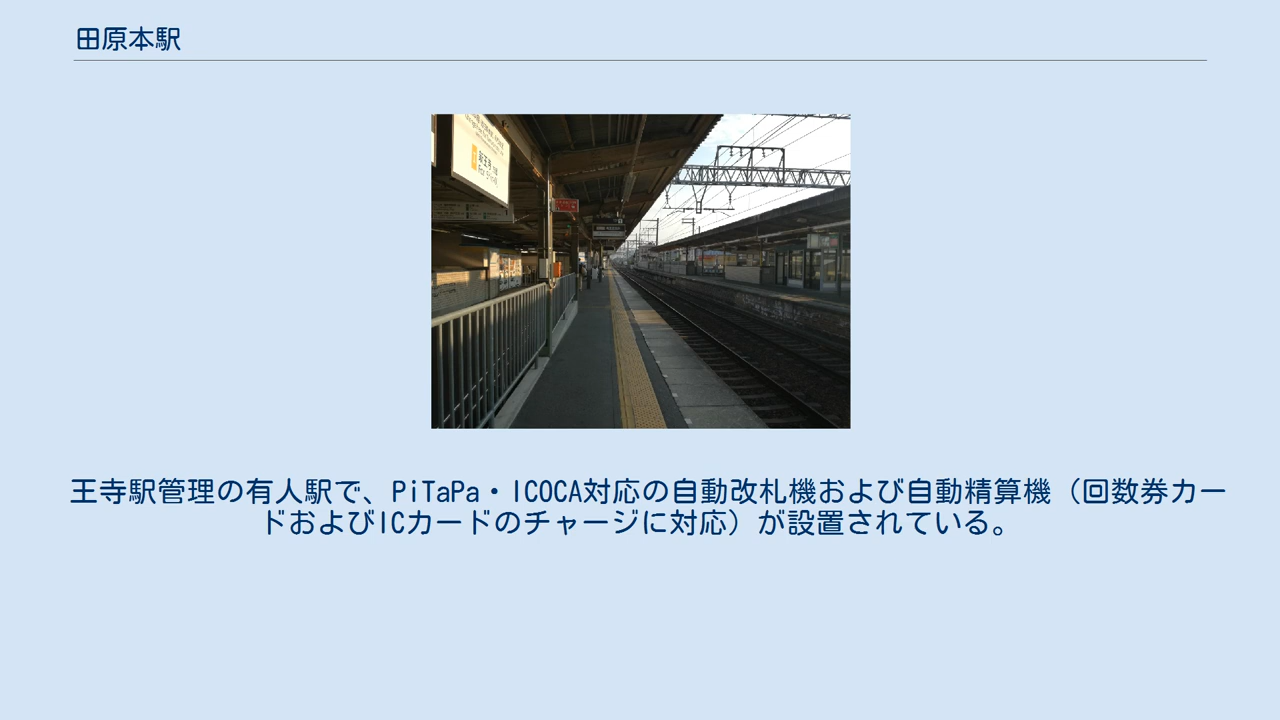 田原本駅
王寺駅管理の有人駅で、PiTaPa・ICOCA対応の自動改札機および自動精算機（回数券カー
ドおよびICカードのチャージに対応）が設置されている。